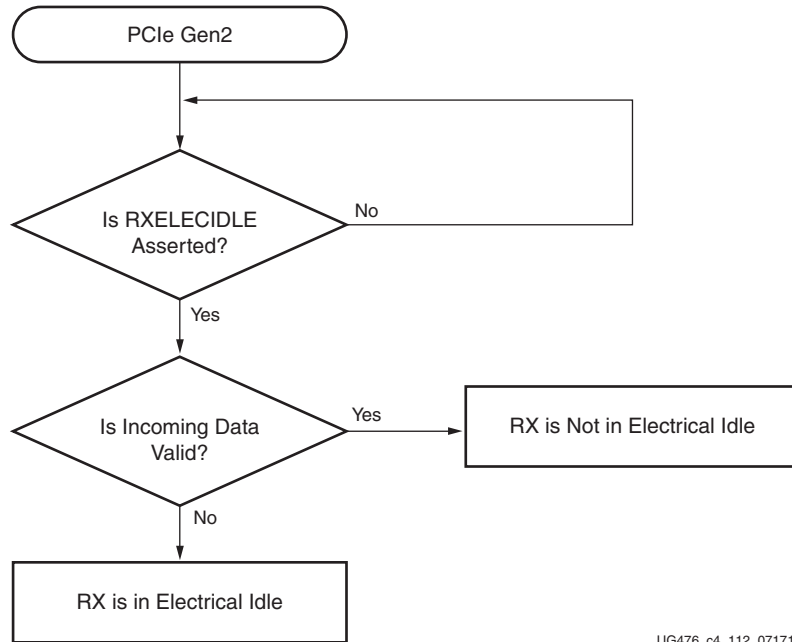 PCIe Gen2
Is RXELECIDLE
Asserted?
No
Yes
Is Incoming Data
Valid?
Yes
RX is Not in Electrical Idle
No
RX is in Electrical Idle
UG476_c4_112_07171